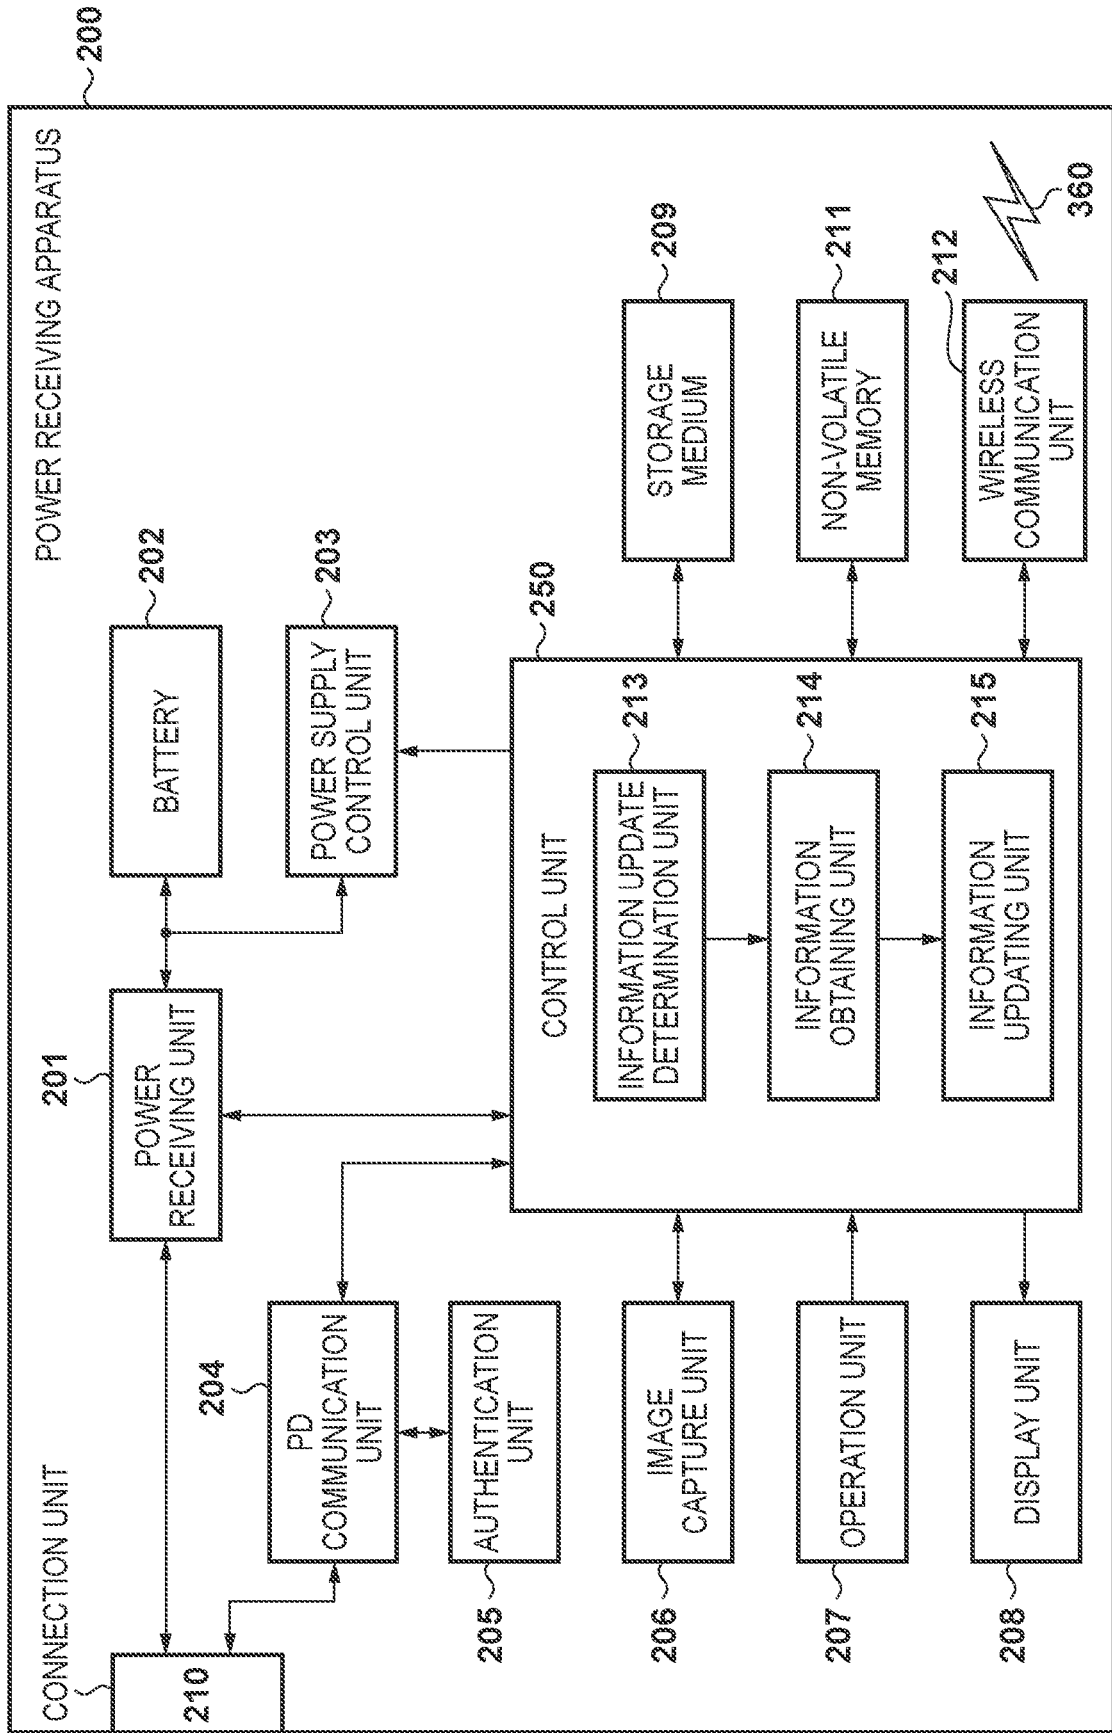 200
POWER RECEIVING APPARATUS
CONNECTION UNIT
210
201
POWER
RECEIVING UNIT
202
BATTERY
203
POWER SUPPLY
CONTROL UNIT
204
PD
COMMUNICATION
UNIT
AUTHENTICATION
UNIT
205
250
CONTROL UNIT
INFORMATION UPDATE
DETERMINATION UNIT
213
INFORMATION
OBTAINING UNIT
214
INFORMATION
UPDATING UNIT
215
IMAGE
CAPTURE UNIT
206
OPERATION UNIT
207
DISPLAY UNIT
208
STORAGE
MEDIUM
209
NON-VOLATILE
MEMORY
211
WIRELESS
COMMUNICATION
UNIT
212
360